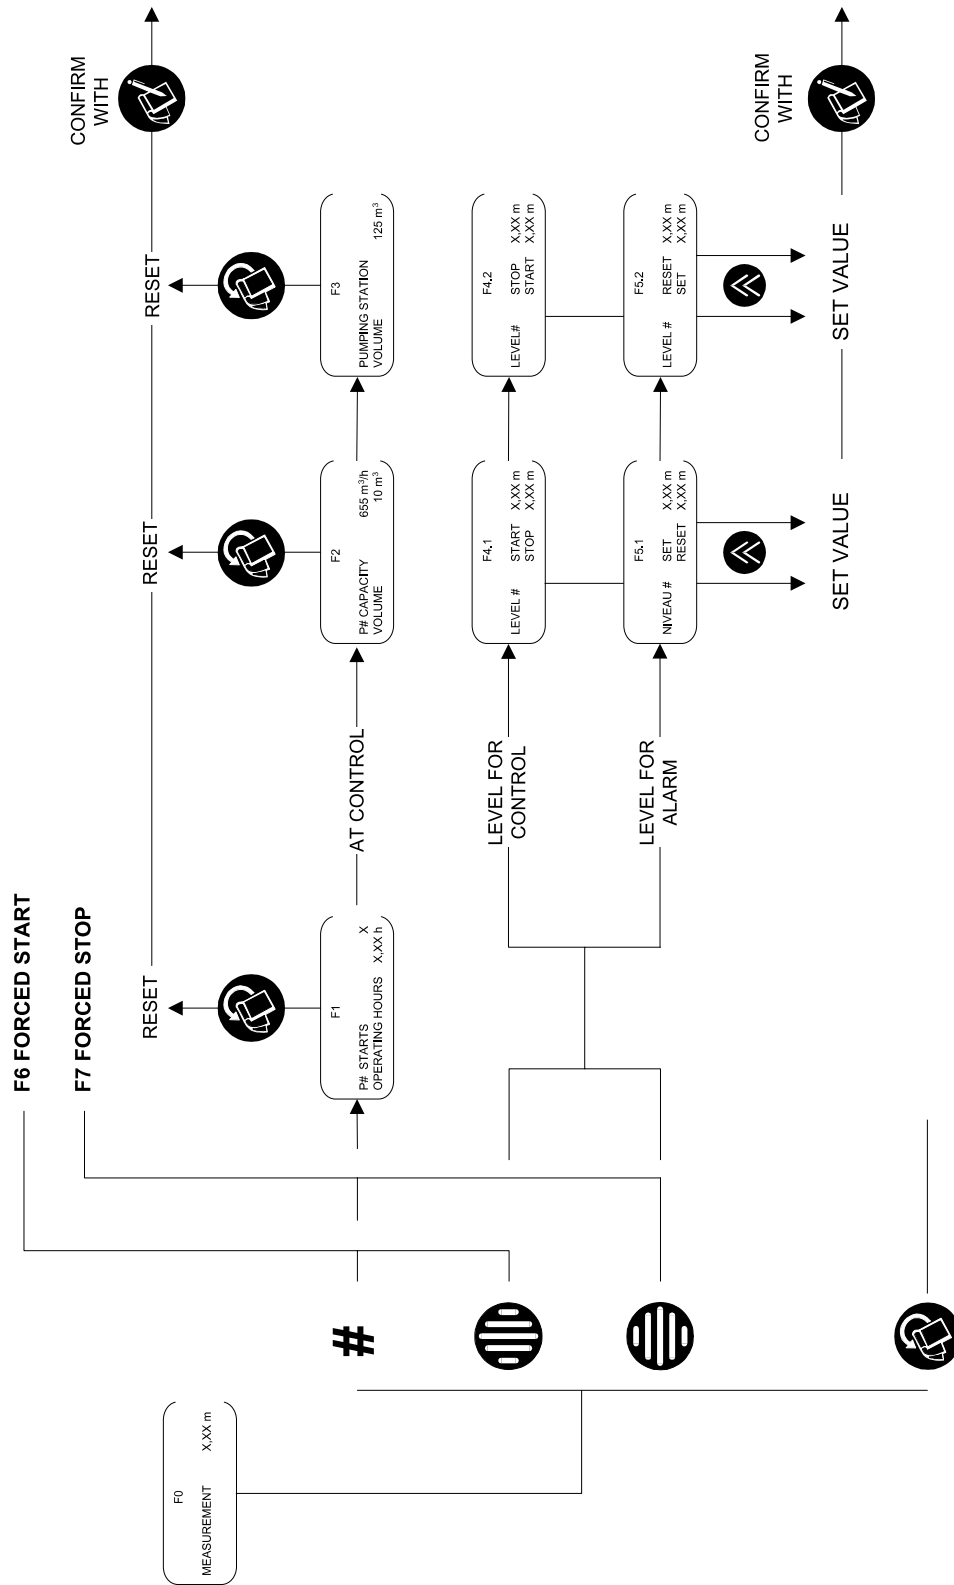 F6 FORCED START
F7 FORCED STOP
CONFIRM
WITH
RESET
RESET
RESET
F0
MEASUREMENT X,XX m
#
F1
P# STARTS X
OPERATING HOURS X,XX h
AT CONTROL
F2
P# CAPACITY 655 m³/h
VOLUME 10 m³
F3
PUMPING STATION
VOLUME 125 m³
LEVEL FOR
CONTROL
F4.1
LEVEL # START X,XX m
STOP X,XX m
F4.2
LEVEL# STOP X,XX m
START X,XX m
LEVEL FOR
ALARM
F5.1
NIVEAU # SET X,XX m
RESET X,XX m
F5.2
LEVEL # RESET X,XX m
SET X,XX m
SET VALUE
SET VALUE
CONFIRM
WITH